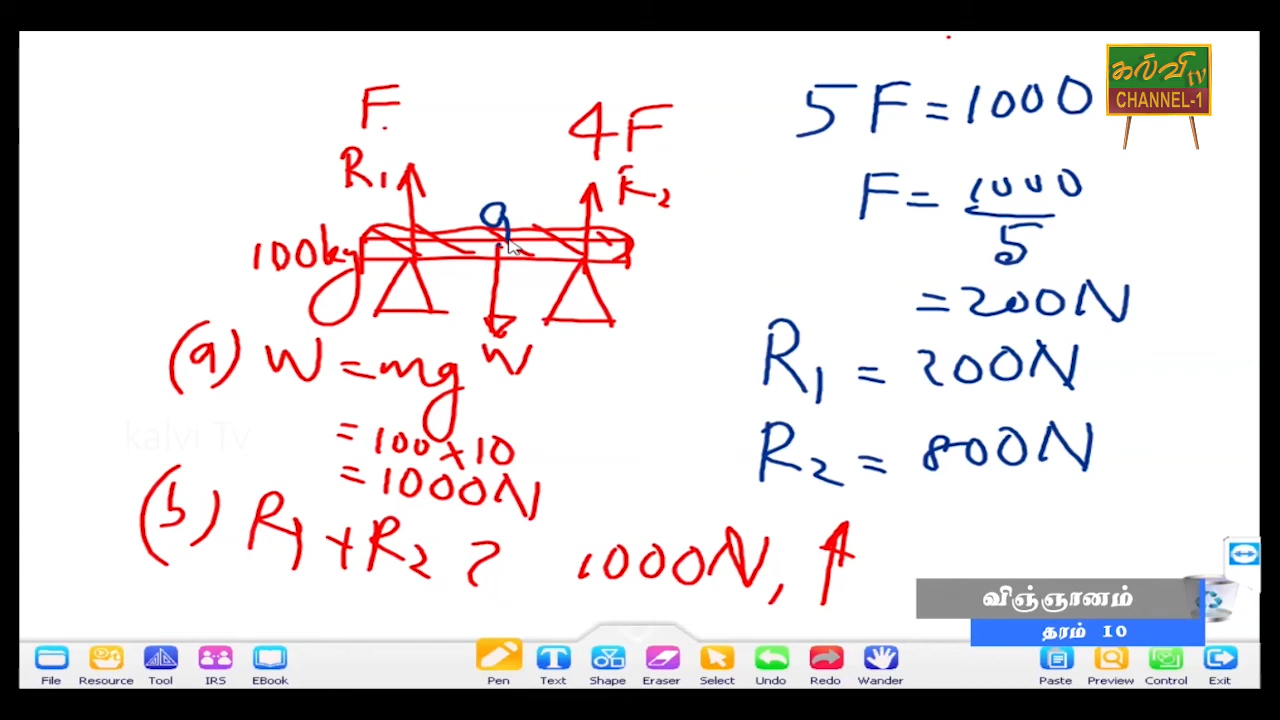 F
4F
R1
R2
g
100kg
W
(a) W = mg
= 100 x 10
= 1000N
(b) R1 + R2 ? 1000N, ↑
5F = 1000
F = 1000
5
= 200N
R1 = 200N
R2 = 800N
கல்வி tv
CHANNEL-1
kalvi Tv
விஞ்ஞானம்
தரம் 10
File Resource Tool IRS EBook Pen Text Shape Eraser Select Undo Redo Wander Paste Preview Control Exit